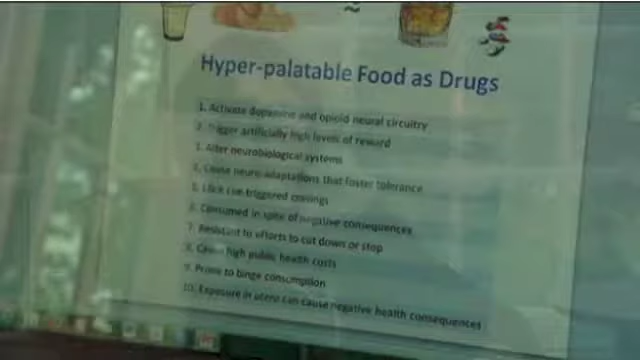 Hyper-palatable Food as Drugs
1. Activate dopamine and opioid neural circuitry
2. Trigger artificially high levels of reward
3. Alter neurobiological systems
4. Cause neuro-adaptations that foster tolerance
5. Elicit cue triggered cravings
6. Consumed in spite of negative consequences
7. Resistant to efforts to cut down or stop
8. Cause high public health costs
9. Prone to binge consumption
10. Exposure in utero can cause negative health consequences